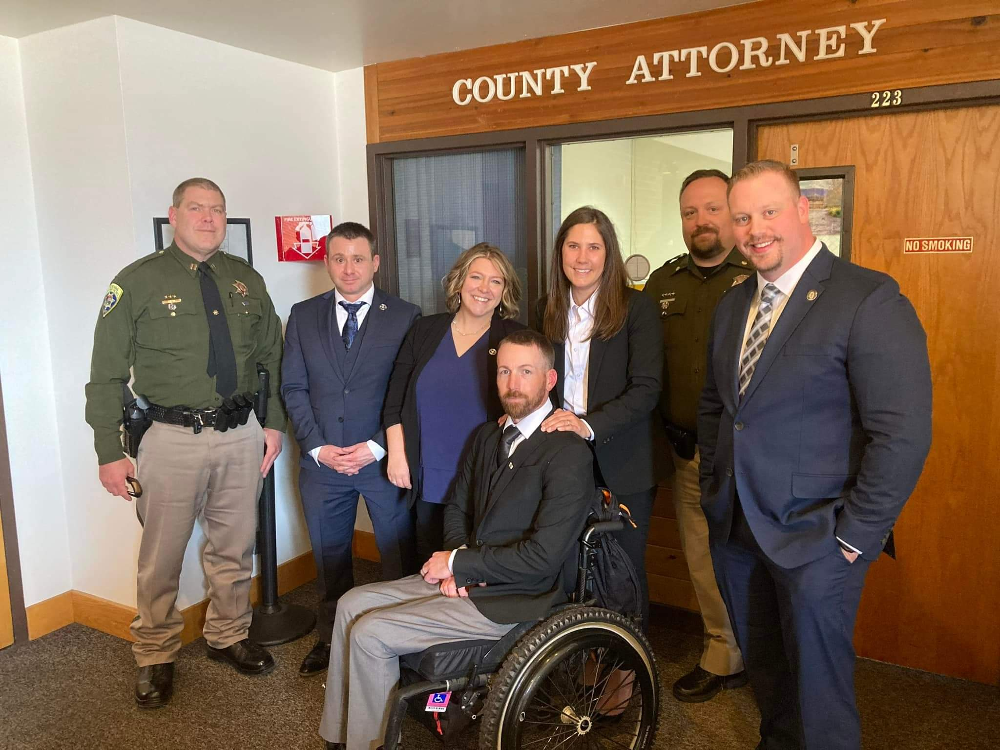 COUNTY ATTORNEY
223
FIRE EXTINGU
NO SMOKING